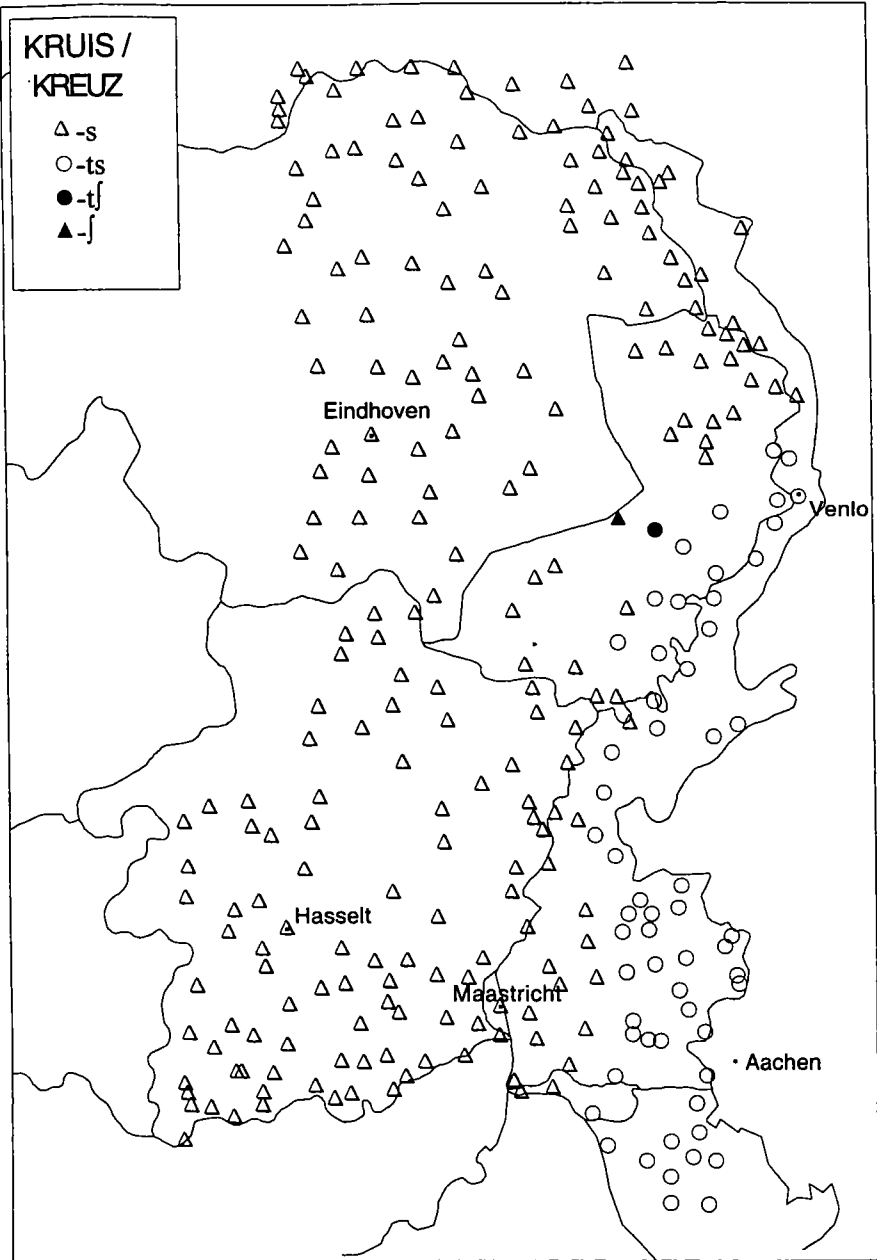 KRUIS /
KREUZ
△ -s
○ -ts
● -tʃ
▲ -ʃ
Eindhoven
Venlo
Hasselt
Maastricht
Aachen